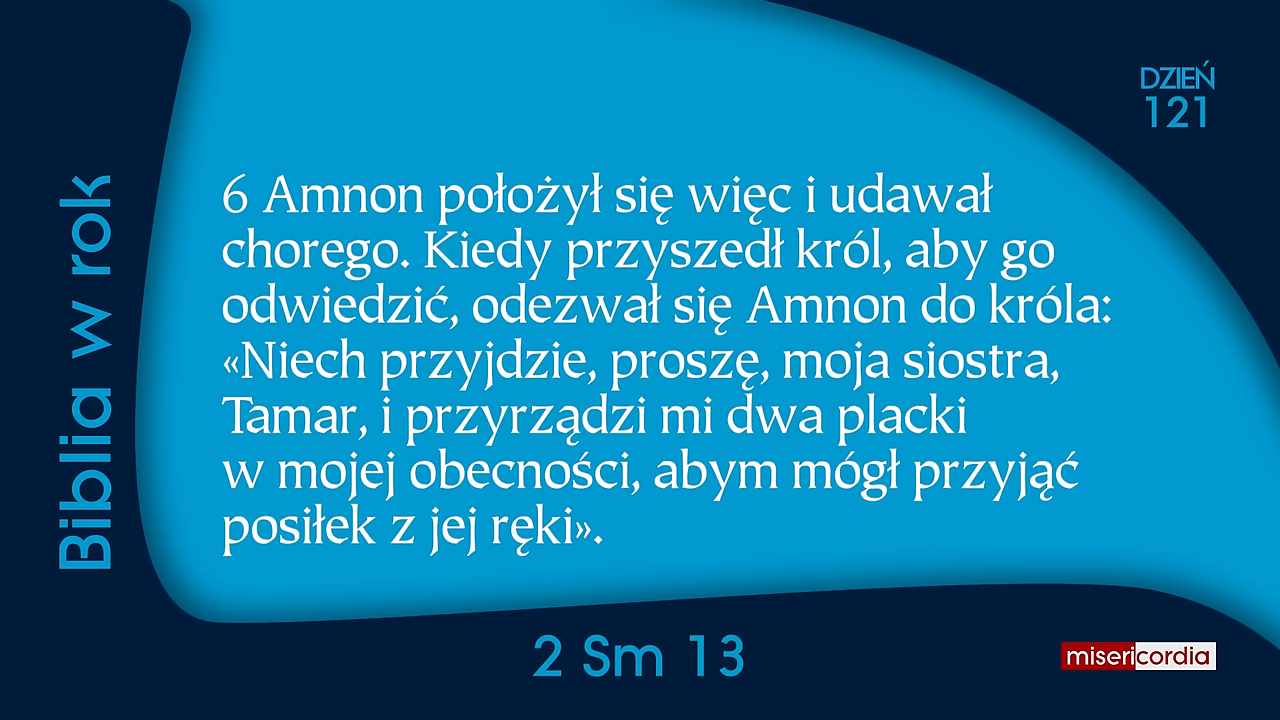 DZIEŃ
121
Biblia w rok
6 Amnon położył się więc i udawał
chorego. Kiedy przyszedł król, aby go
odwiedzić, odezwał się Amnon do króla:
«Niech przyjdzie, proszę, moja siostra,
Tamar, i przyrządzi mi dwa placki
w mojej obecności, abym mógł przyjąć
posiłek z jej ręki».
2 Sm 13
misericordia